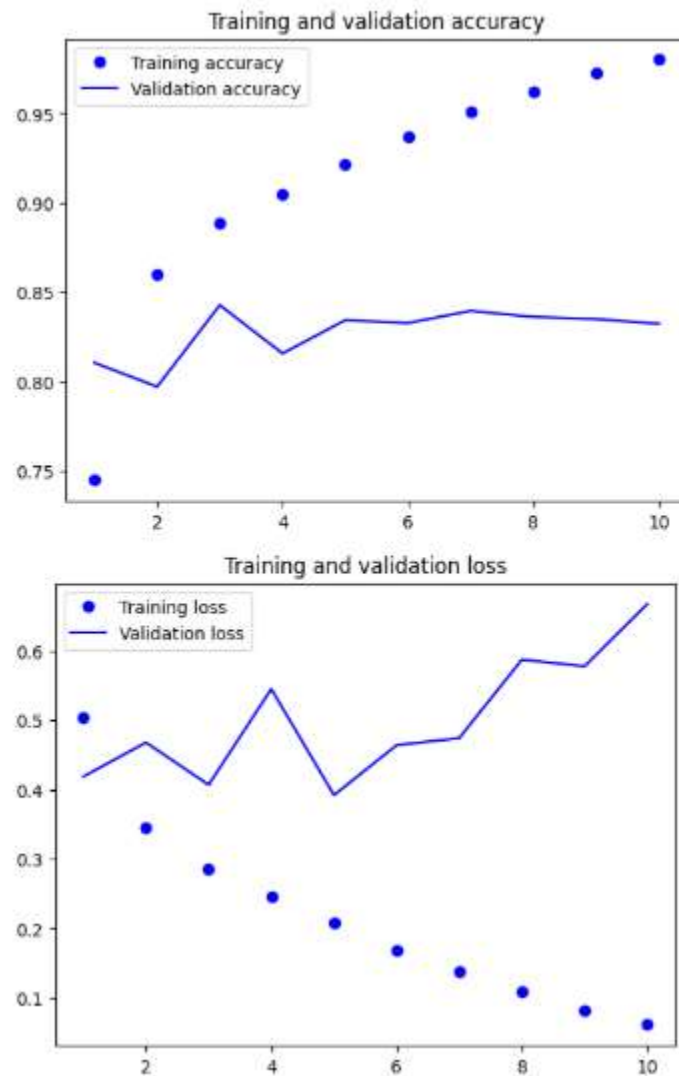 Training and validation accuracy
Training accuracy
Validation accuracy
0.95
0.90
0.85
0.80
0.75
2 4 6 8 10
Training and validation loss
Training loss
Validation loss
0.6
0.5
0.4
0.3
0.2
0.1
2 4 6 8 10